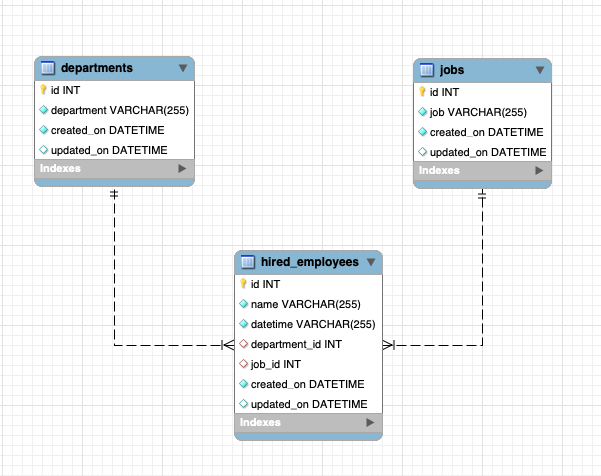 departments
id INT
department VARCHAR(255)
created_on DATETIME
updated_on DATETIME
Indexes
jobs
id INT
job VARCHAR(255)
created_on DATETIME
updated_on DATETIME
Indexes
hired_employees
id INT
name VARCHAR(255)
datetime VARCHAR(255)
department_id INT
job_id INT
created_on DATETIME
updated_on DATETIME
Indexes